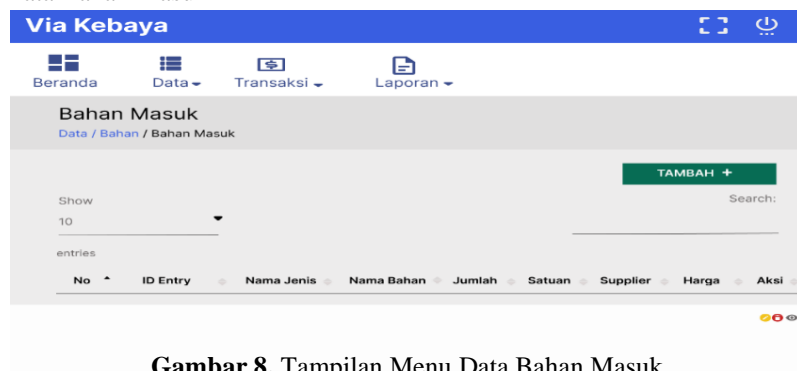 Via Kebaya
Beranda Data Transaksi Laporan
Bahan Masuk
Data / Bahan / Bahan Masuk
TAMBAH +
Show Search:
10
entries
No ID Entry Nama Jenis Nama Bahan Jumlah Satuan Supplier Harga Aksi
Gambar 8. Tampilan Menu Data Bahan Masuk